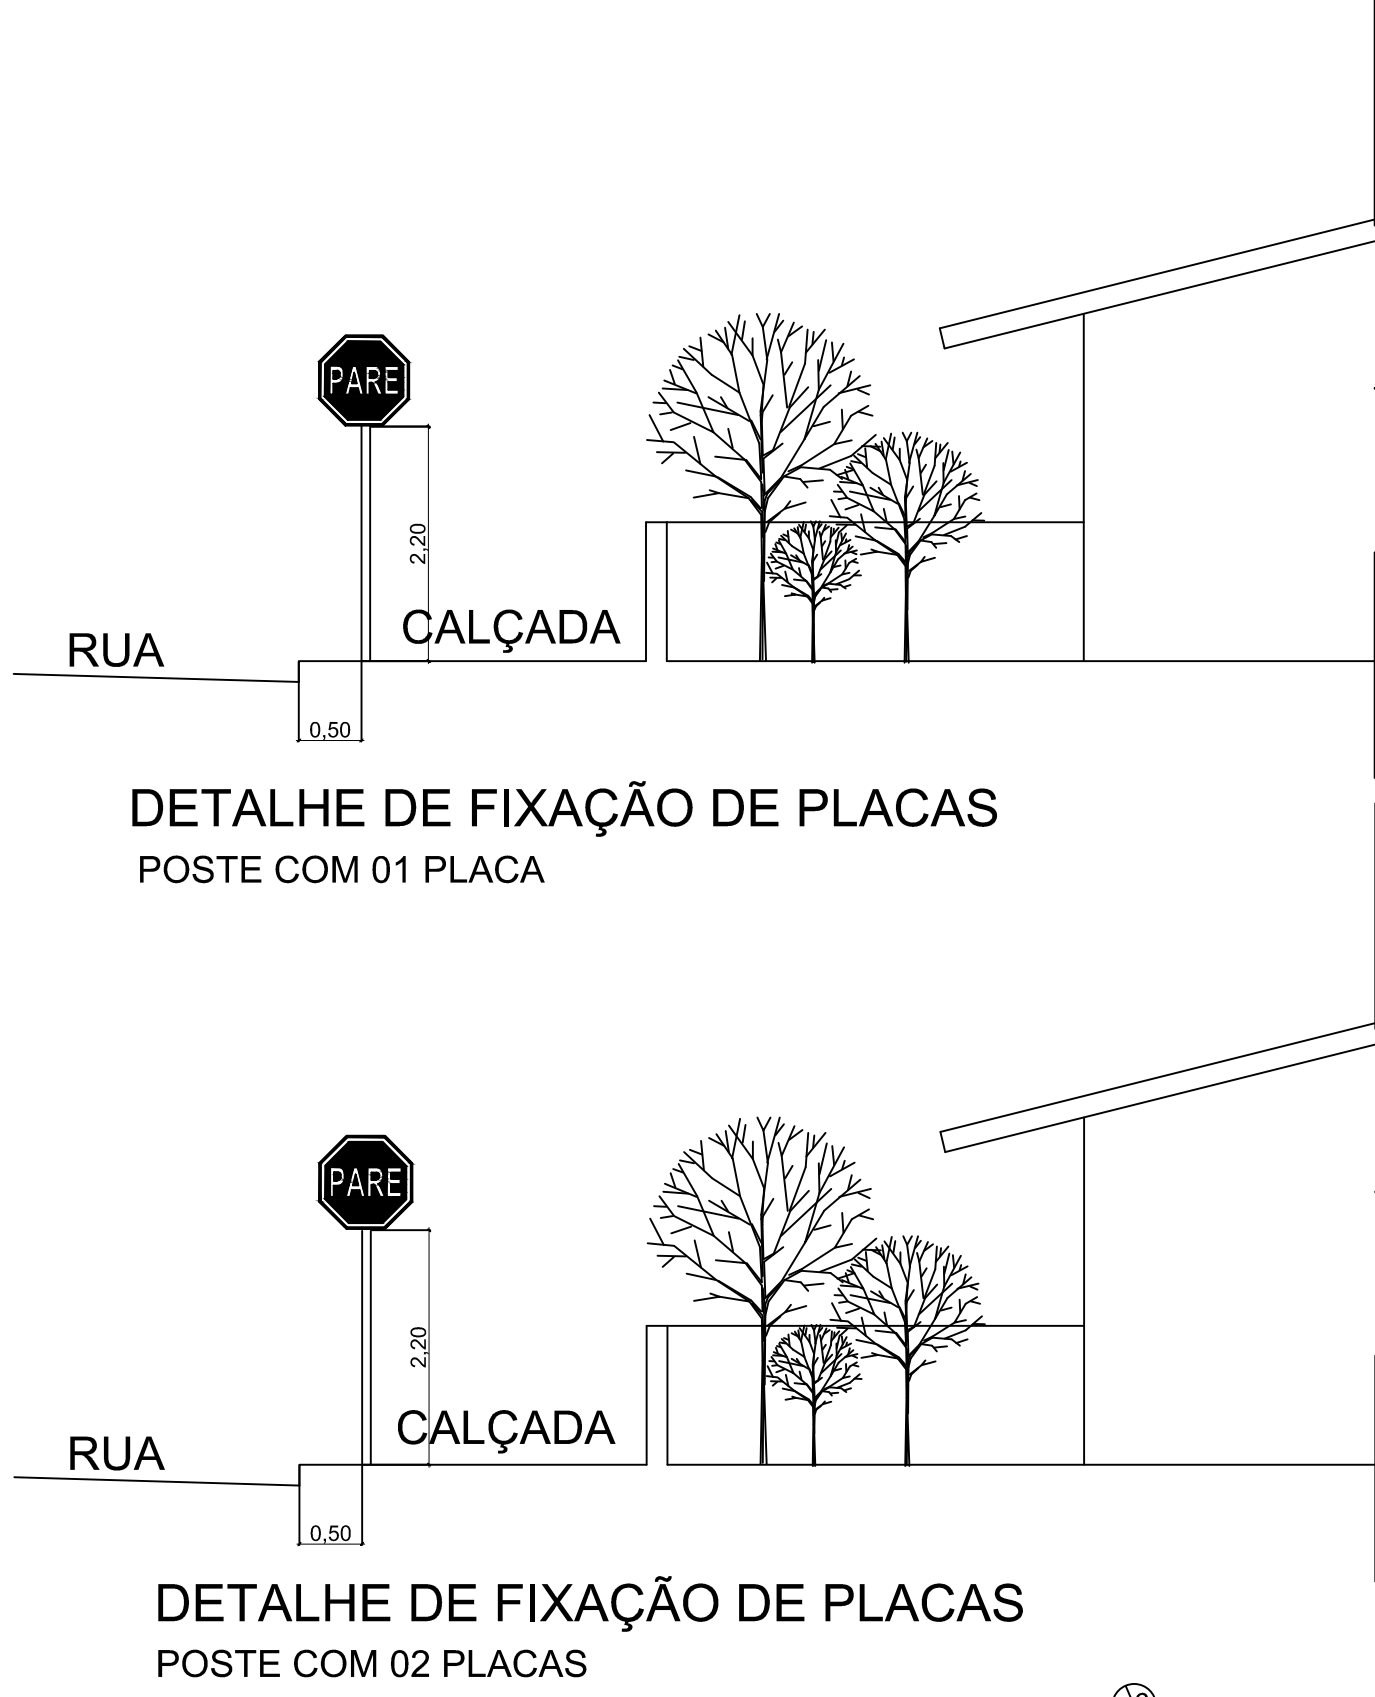 PARE
2,20
CALÇADA
RUA
0,50
DETALHE DE FIXAÇÃO DE PLACAS
POSTE COM 01 PLACA
PARE
2,20
CALÇADA
RUA
0,50
DETALHE DE FIXAÇÃO DE PLACAS
POSTE COM 02 PLACAS